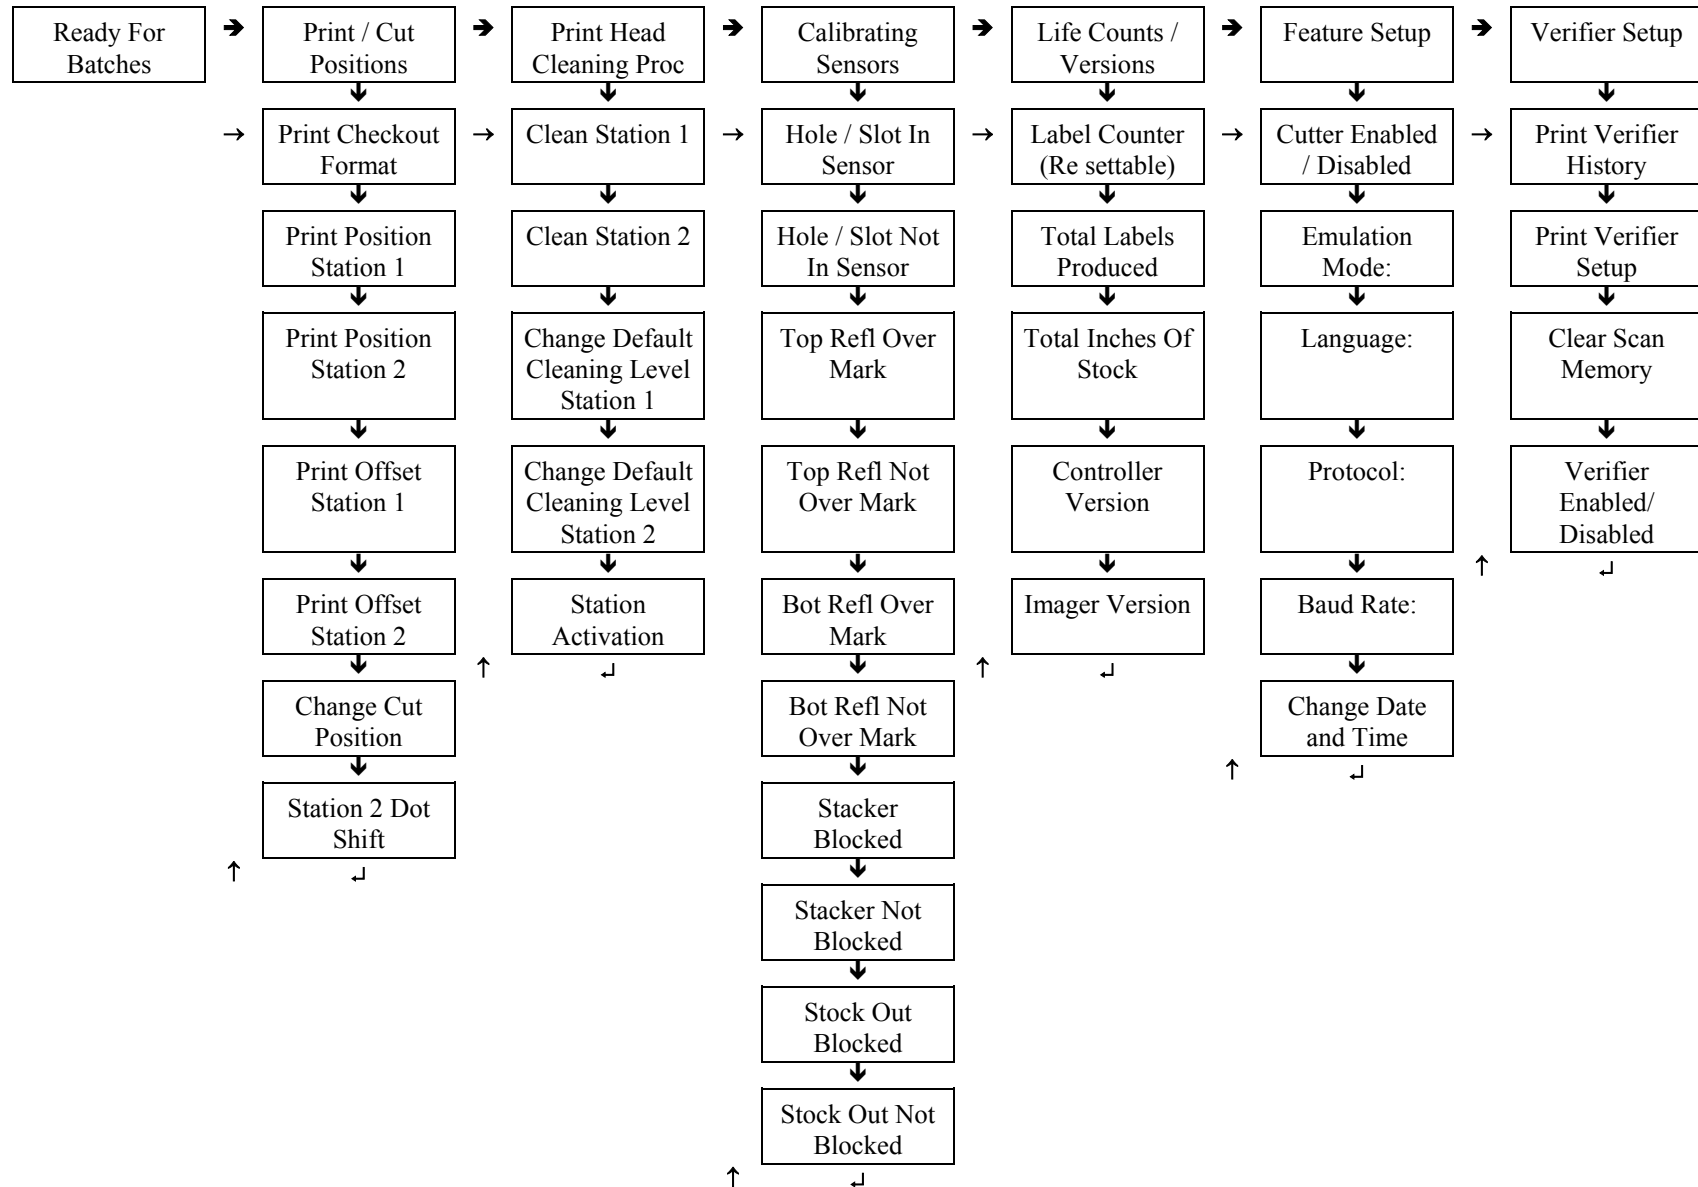 Ready For
Batches
Print / Cut
Positions
Print Head
Cleaning Proc
Calibrating
Sensors
Life Counts /
Versions
Feature Setup
Verifier Setup
Print Checkout
Format
Clean Station 1
Hole / Slot In
Sensor
Label Counter
(Re settable)
Cutter Enabled
/ Disabled
Print Verifier
History
Print Position
Station 1
Clean Station 2
Hole / Slot Not
In Sensor
Total Labels
Produced
Emulation
Mode:
Print Verifier
Setup
Print Position
Station 2
Change Default
Cleaning Level
Station 1
Top Refl Over
Mark
Total Inches Of
Stock
Language:
Clear Scan
Memory
Print Offset
Station 1
Change Default
Cleaning Level
Station 2
Top Refl Not
Over Mark
Controller
Version
Protocol:
Verifier
Enabled/
Disabled
Print Offset
Station 2
Station
Activation
Bot Refl Over
Mark
Imager Version
Baud Rate:
Change Cut
Position
Bot Refl Not
Over Mark
Change Date
and Time
Station 2 Dot
Shift
Stacker
Blocked
Stacker Not
Blocked
Stock Out
Blocked
Stock Out Not
Blocked